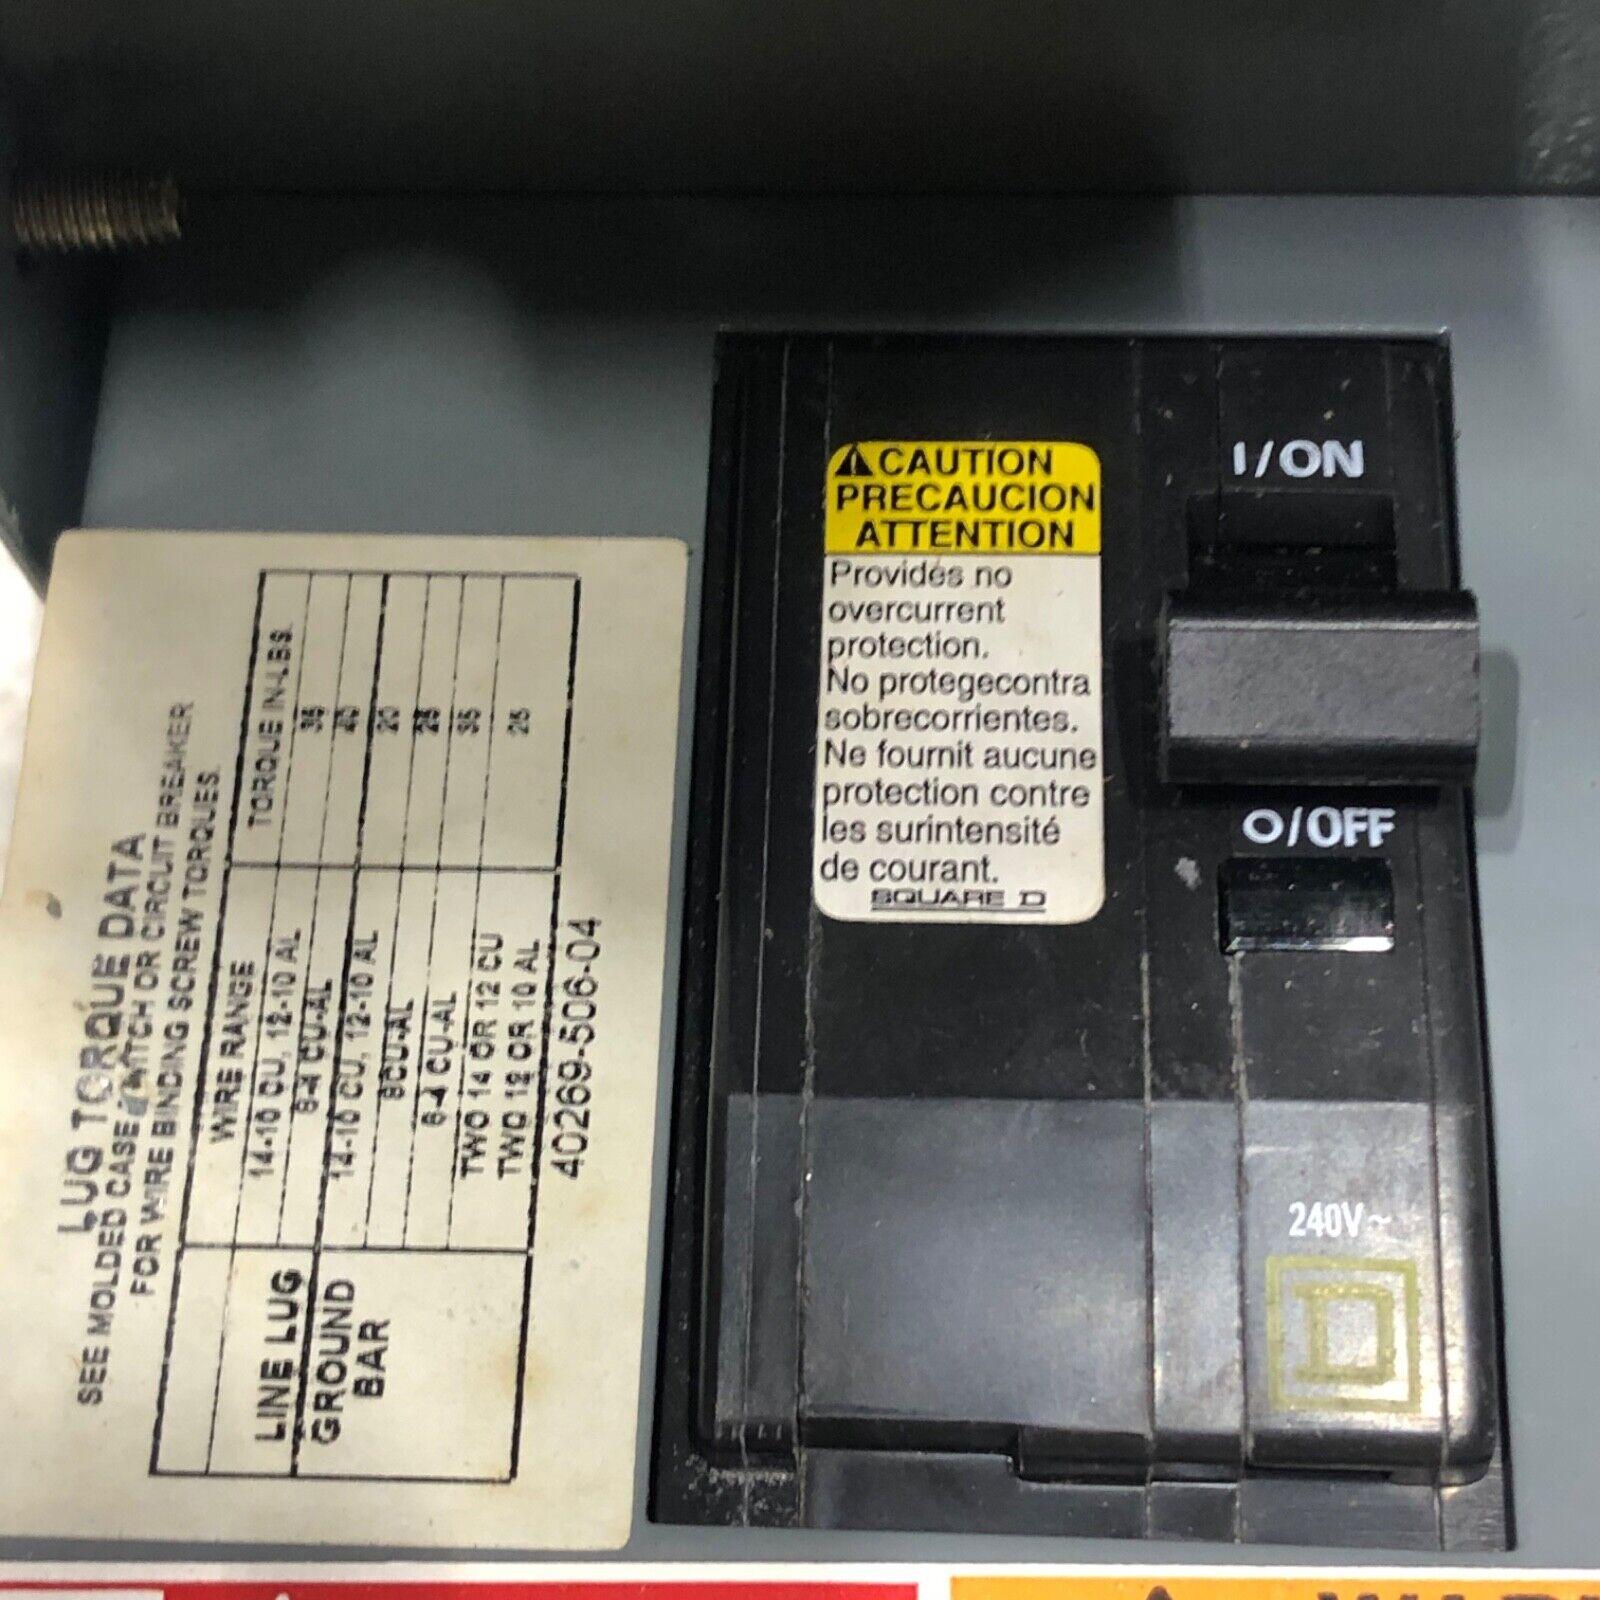 LUG TORQUE DATA
SEE MOLDED CASE SWITCH OR CIRCUIT BREAKER
FOR WIRE BINDING SCREW TORQUES.
WIRE RANGE TORQUE IN-LBS.
LINE LUG
14-10 CU, 12-10 AL 35
8-4 CU-AL
GROUND
BAR
14-10 CU, 12-10 AL 20
8CU-AL 25
6-4 CU-AL 35
TWO 14 OR 12 CU
TWO 12 OR 10 AL 25
40269-506-04
CAUTION
PRECAUCION
ATTENTION
Provides no
overcurrent
protection.
No protegecontra
sobrecorrientes.
Ne fournit aucune
protection contre
les surintensité
de courant.
SQUARE D
I/ON
O/OFF
240V~
D